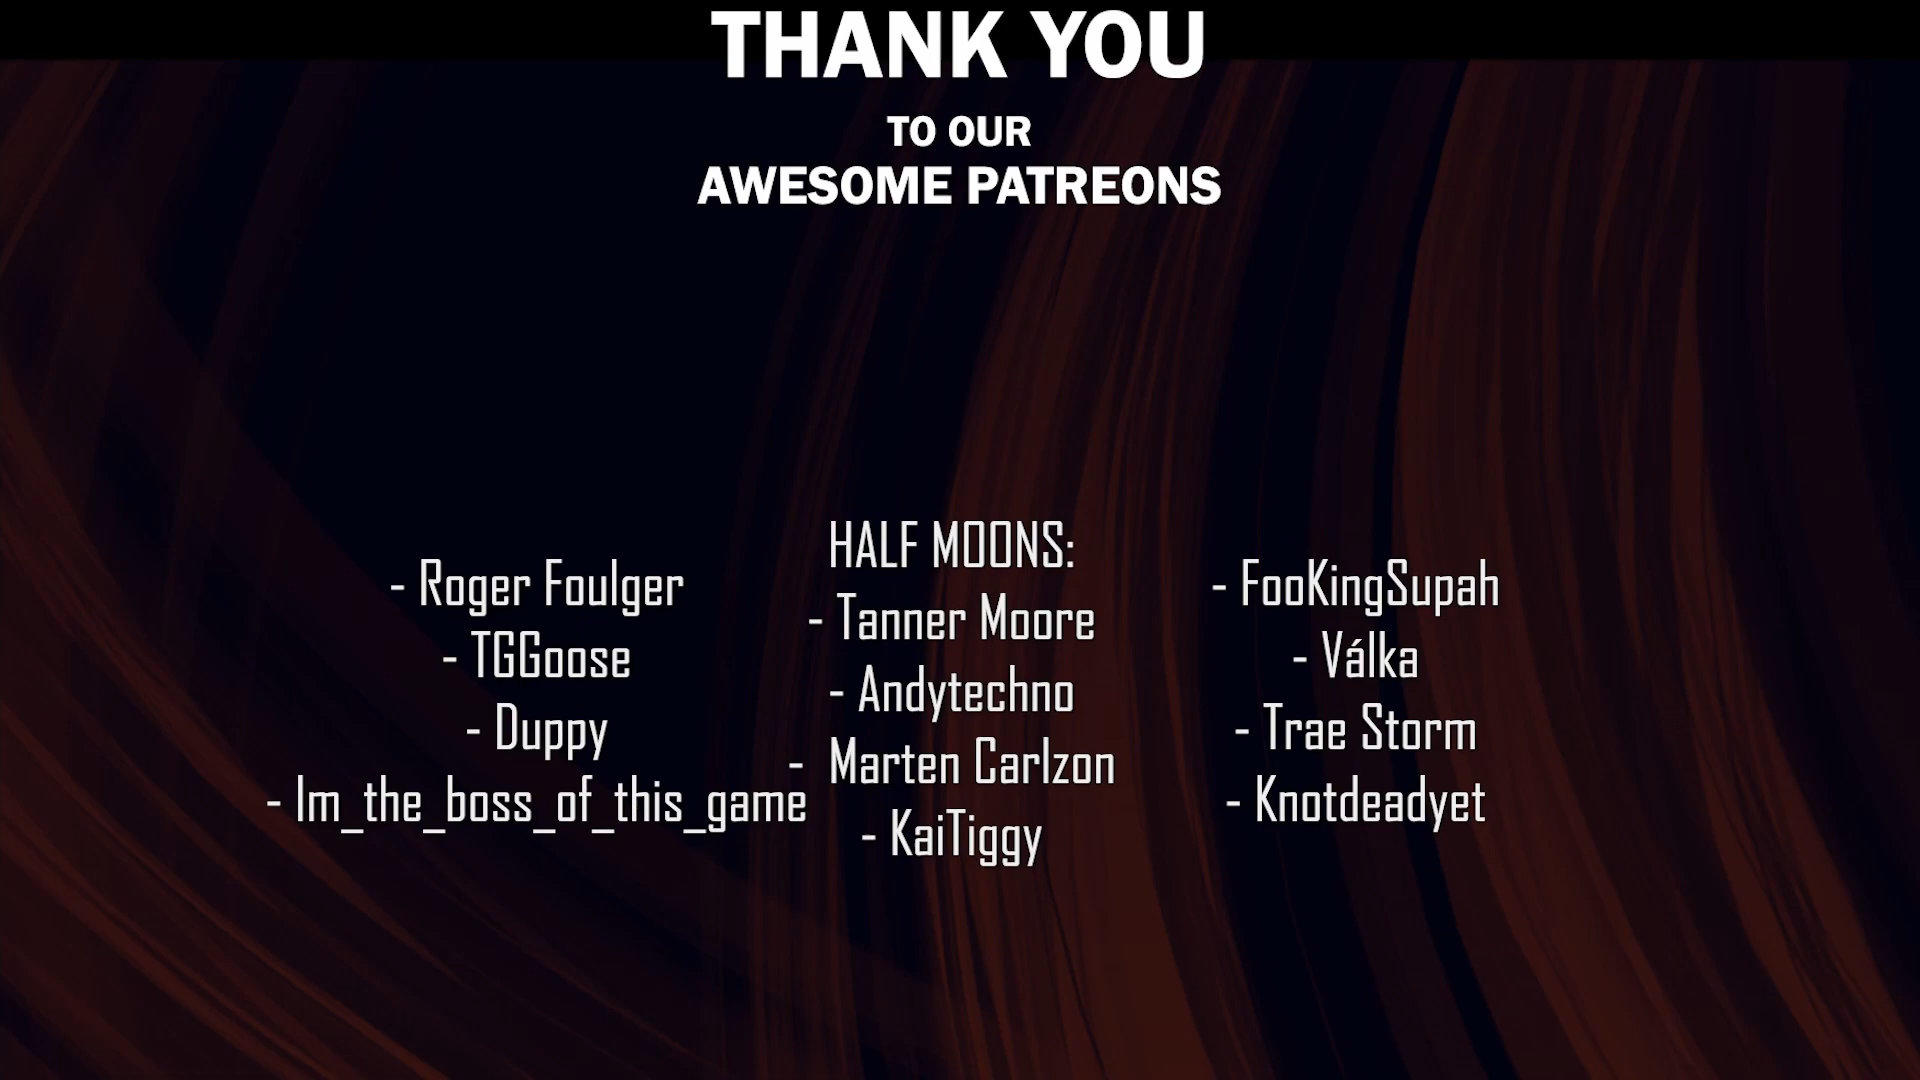 THANK YOU
TO OUR
AWESOME PATREONS
- Roger Foulger
- TGGoose
- Duppy
- Im_the_boss_of_this_game
HALF MOONS:
- Tanner Moore
- Andytechno
- Marten Carlzon
- KaiTiggy
- FooKingSupah
- Válka
- Trae Storm
- Knotdeadyet